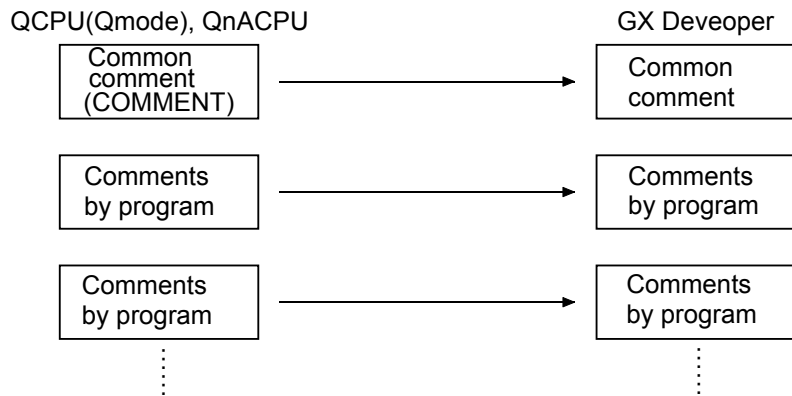 QCPU(Qmode), QnACPU
GX Deveoper
Common
comment
(COMMENT)
Common
comment
Comments
by program
Comments
by program
Comments
by program
Comments
by program